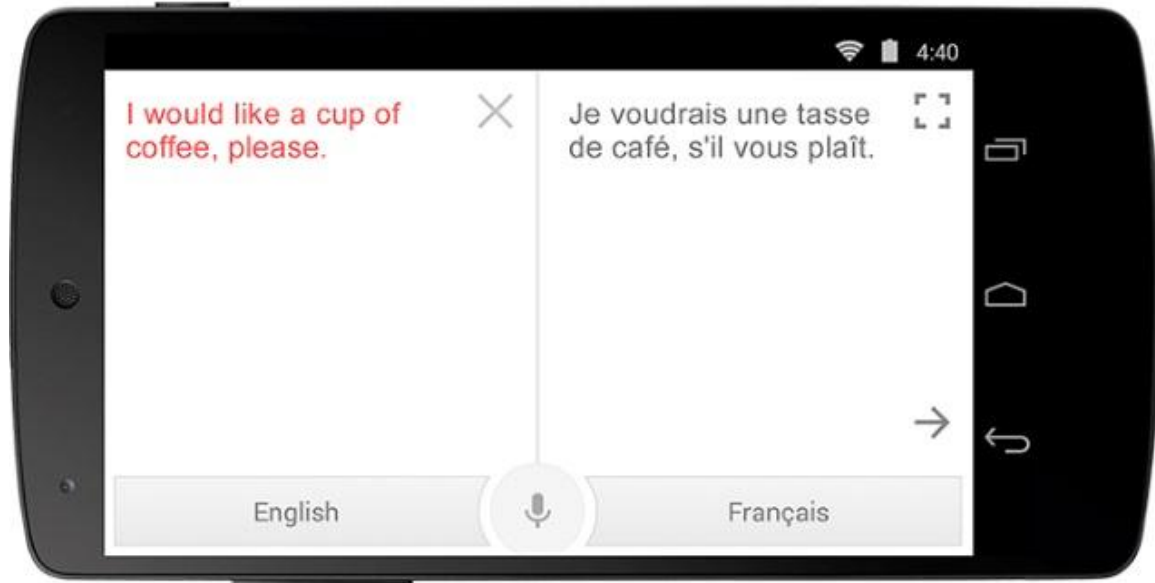 4:40
I would like a cup of
coffee, please.
Je voudrais une tasse
de café, s'il vous plaît.
English
Français